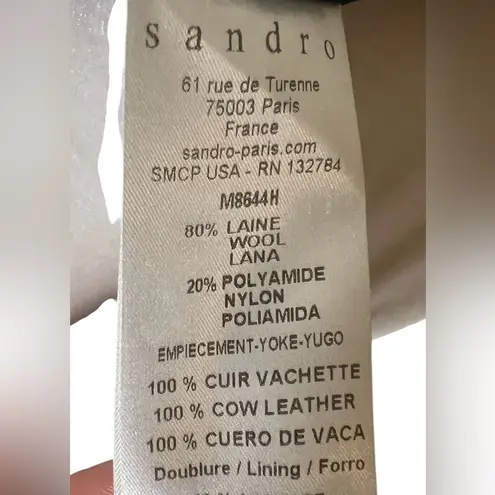 sandro
61 rue de Turenne
75003 Paris
France
sandro-paris.com
SMCP USA - RN 132784
M8644H
80% LAINE
WOOL
LANA
20% POLYAMIDE
NYLON
POLIAMIDA
EMPIECEMENT-YOKE-YUGO
100 % CUIR VACHETTE
100 % COW LEATHER
100 % CUERO DE VACA
Doublure / Lining / Forro